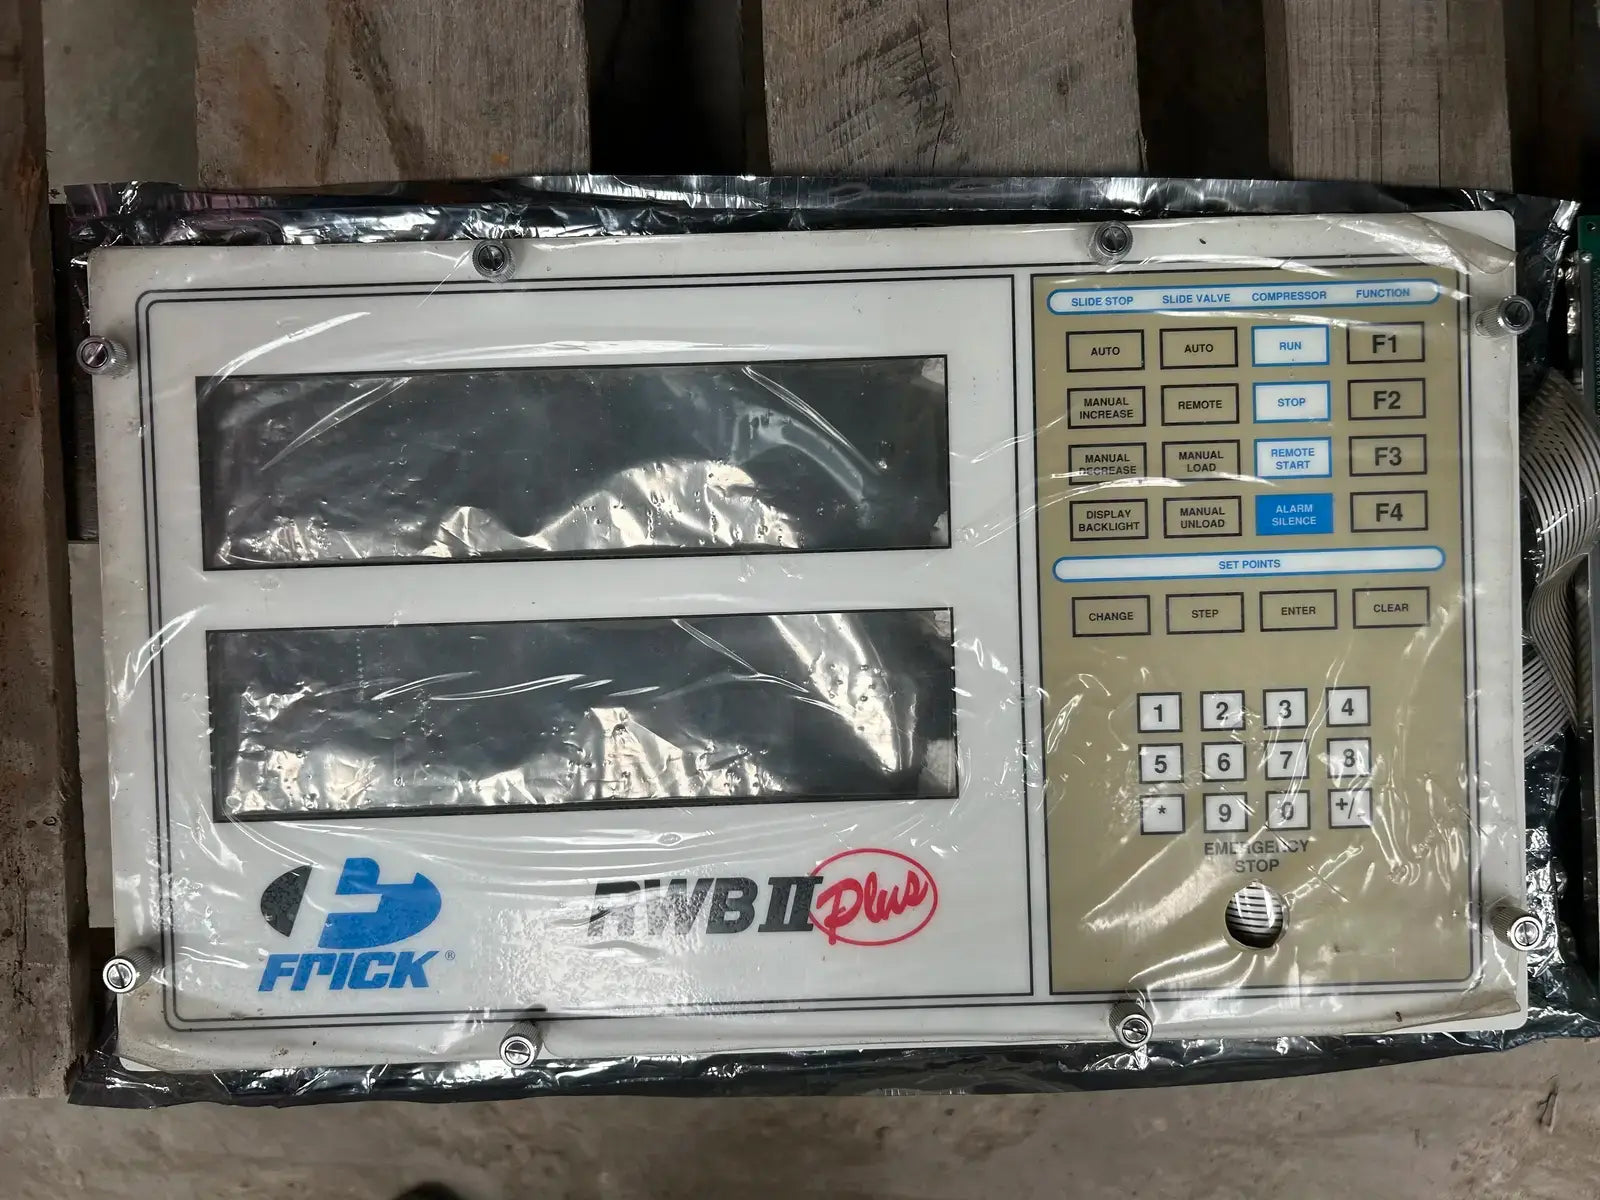 SLIDE STOP SLIDE VALVE COMPRESSOR FUNCTION
AUTO AUTO RUN F1
MANUAL INCREASE REMOTE STOP F2
MANUAL DECREASE MANUAL LOAD REMOTE START F3
DISPLAY BACKLIGHT MANUAL UNLOAD ALARM SILENCE F4
SET POINTS
CHANGE STEP ENTER CLEAR
1 2 3 4
5 6 7 8
* 9 0 +/-
EMERGENCY
STOP
FRICK®
RWB II Plus